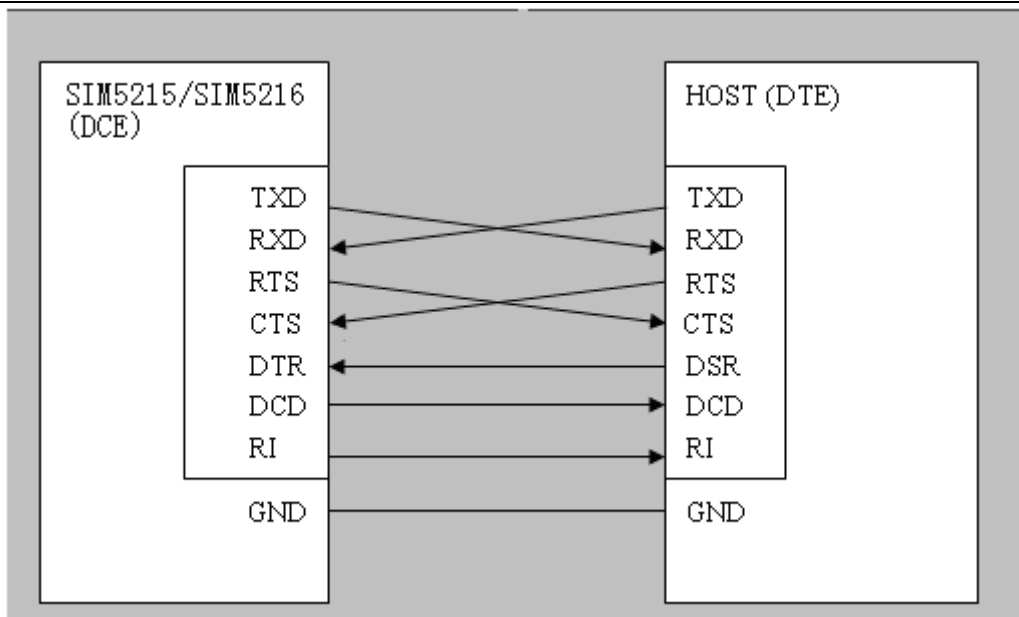 SIM5215/SIM5216
(DCE)
HOST (DTE)
TXD
RXD
RTS
CTS
DTR
DCD
RI
GND
TXD
RXD
RTS
CTS
DSR
DCD
RI
GND